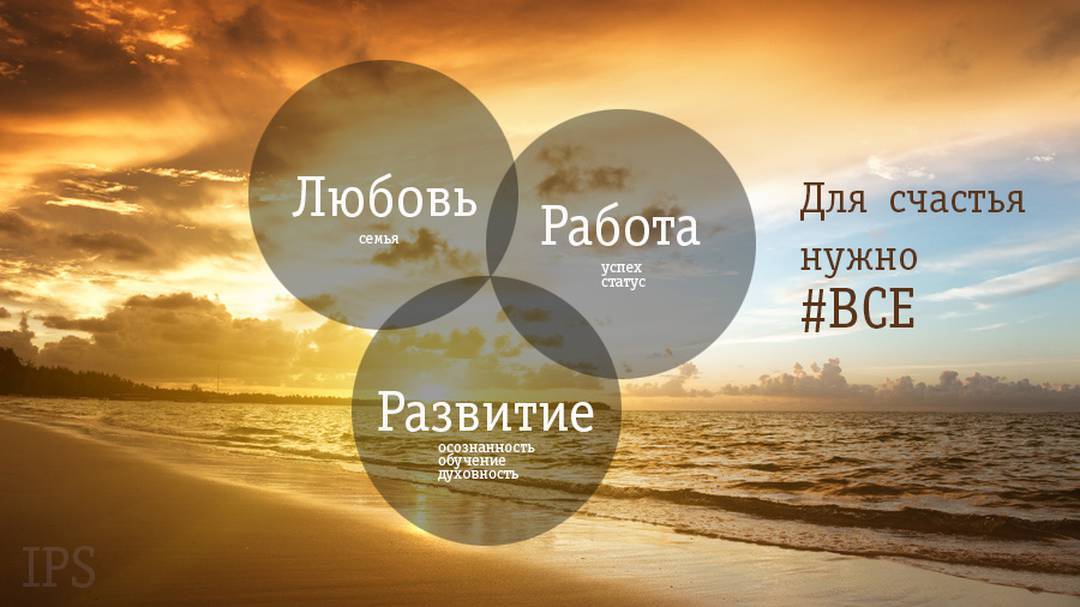 Любовь
семья
Работа
успех
статус
Развитие
осознанность
обучение
духовность
Для счастья
нужно
#ВСЕ
IPS